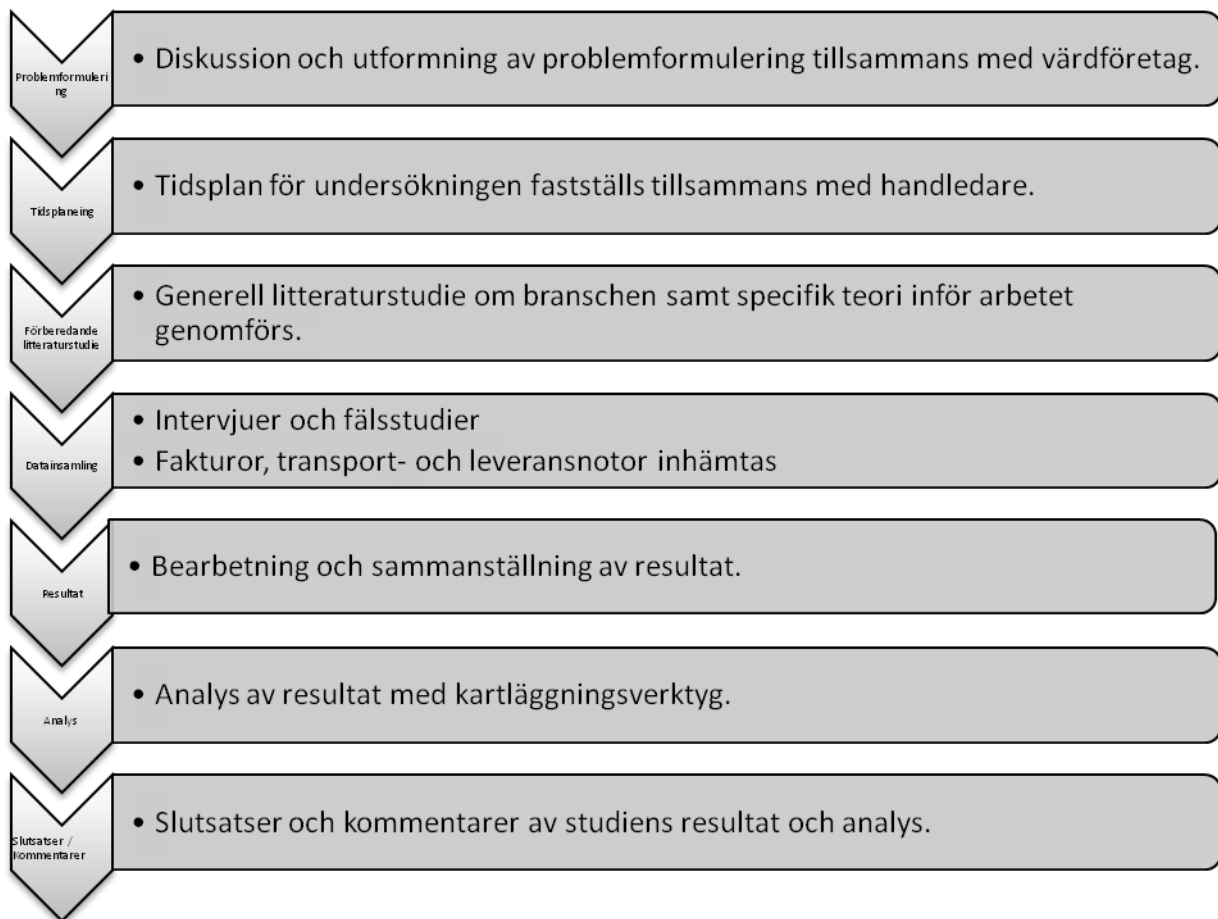 Problemformuleri
ng
• Diskussion och utformning av problemformulering tillsammans med värdföretag.
Tidsplaneing
• Tidsplan för undersökningen fastställs tillsammans med handledare.
Förberedande
litteraturstudie
• Generell litteraturstudie om branschen samt specifik teori inför arbetet
genomförs.
Datainsamling
• Intervjuer och fälsstudier
• Fakturor, transport- och leveransnotor inhämtas
Resultat
• Bearbetning och sammanställning av resultat.
Analys
• Analys av resultat med kartläggningsverktyg.
Slutsatser /
Kommentarer
• Slutsatser och kommentarer av studiens resultat och analys.